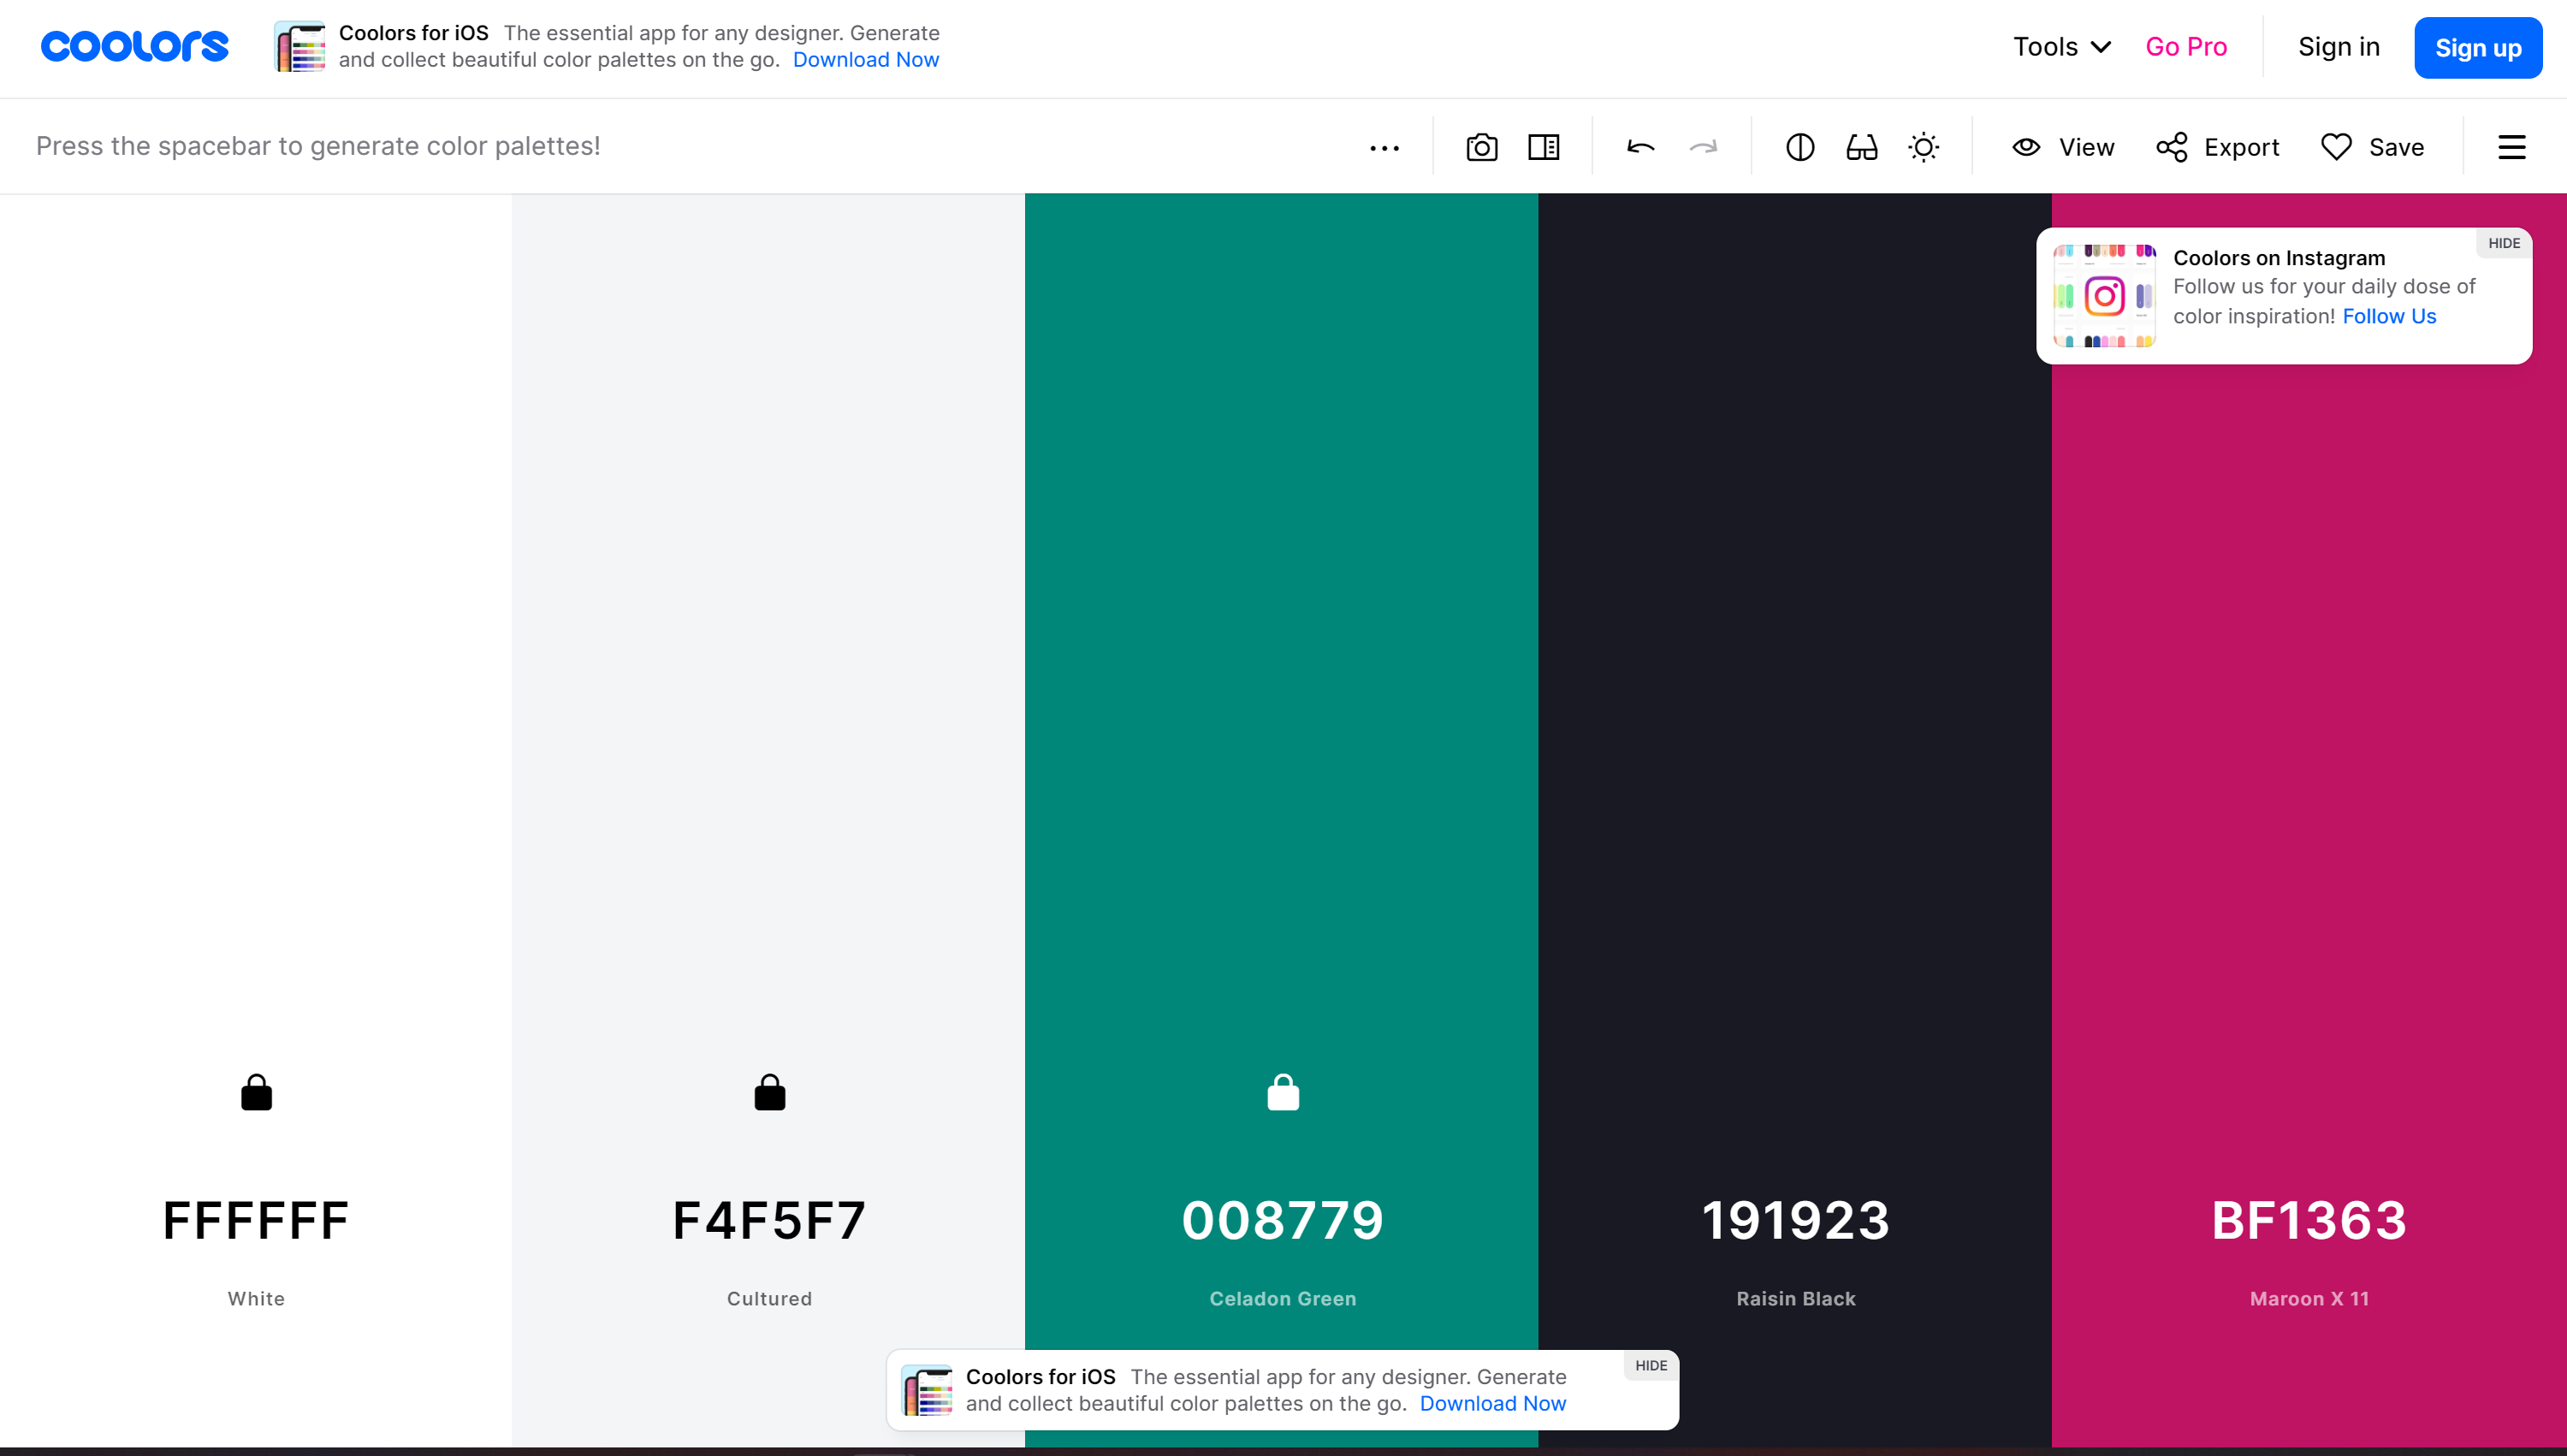 coolors
Coolors for iOS The essential app for any designer. Generate
and collect beautiful color palettes on the go. Download Now
Tools
Go Pro
Sign in
Sign up
Press the spacebar to generate color palettes!
View
Export
Save
HIDE
Coolors on Instagram
Follow us for your daily dose of
color inspiration! Follow Us
FFFFFF
White
F4F5F7
Cultured
008779
Celadon Green
191923
Raisin Black
BF1363
Maroon X 11
HIDE
Coolors for iOS The essential app for any designer. Generate
and collect beautiful color palettes on the go. Download Now